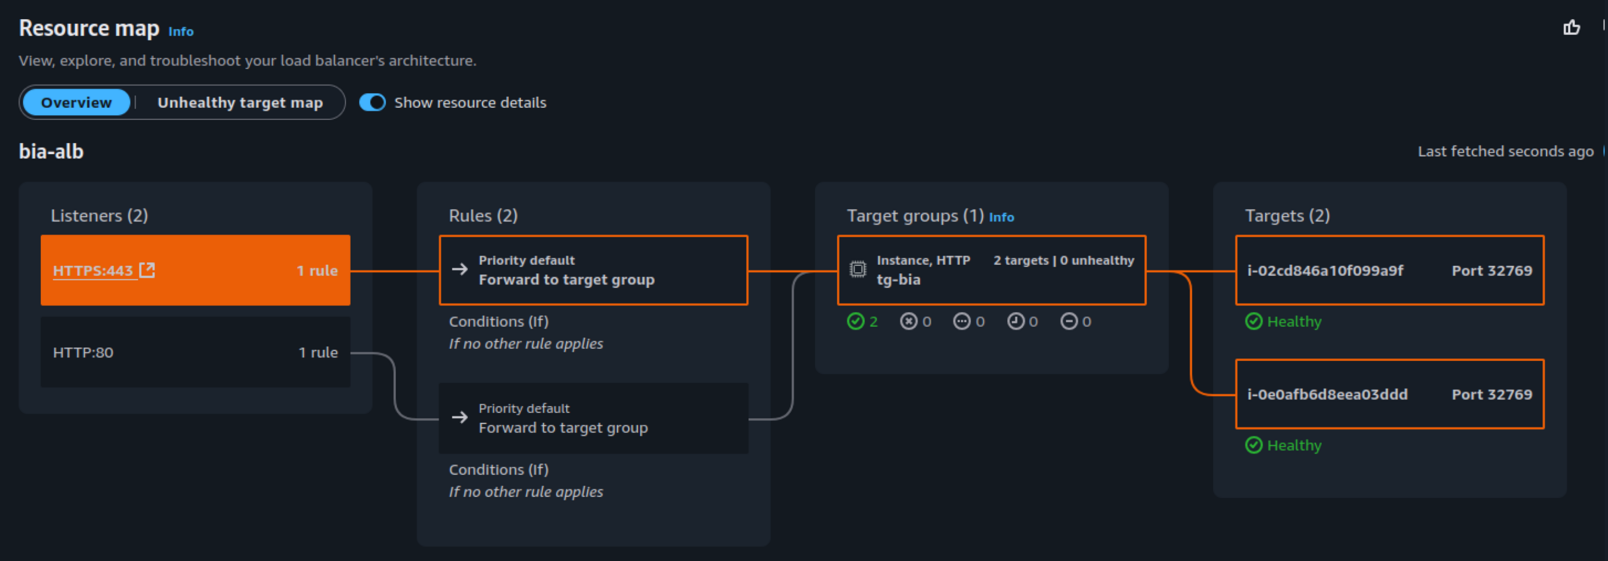 Resource map Info
View, explore, and troubleshoot your load balancer's architecture.
Overview Unhealthy target map Show resource details
bia-alb
Last fetched seconds ago
Listeners (2)
HTTPS:443 1 rule
HTTP:80 1 rule
Rules (2)
Priority default
Forward to target group
Conditions (If)
If no other rule applies
Priority default
Forward to target group
Conditions (If)
If no other rule applies
Target groups (1) Info
Instance, HTTP 2 targets | 0 unhealthy
tg-bia
2 0 0 0 0
Targets (2)
i-02cd846a10f099a9f Port 32769
Healthy
i-0e0afb6d8eea03ddd Port 32769
Healthy